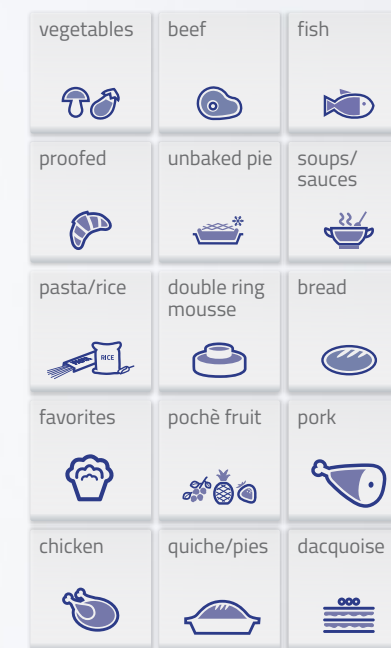 vegetables
beef
fish
proofed
unbaked pie
soups/
sauces
pasta/rice
RICE
double ring
mousse
bread
favorites
pochè fruit
pork
chicken
quiche/pies
dacquoise